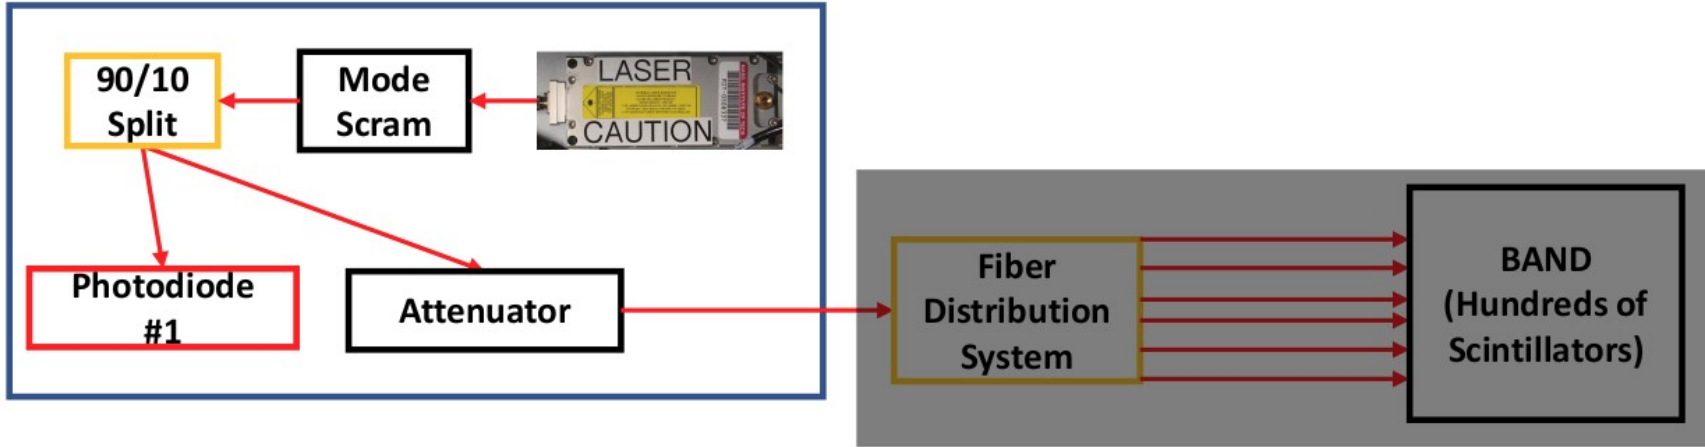 90/10
Split
Mode
Scram
LASER
CAUTION
Photodiode
#1
Attenuator
Fiber
Distribution
System
BAND
(Hundreds of
Scintillators)